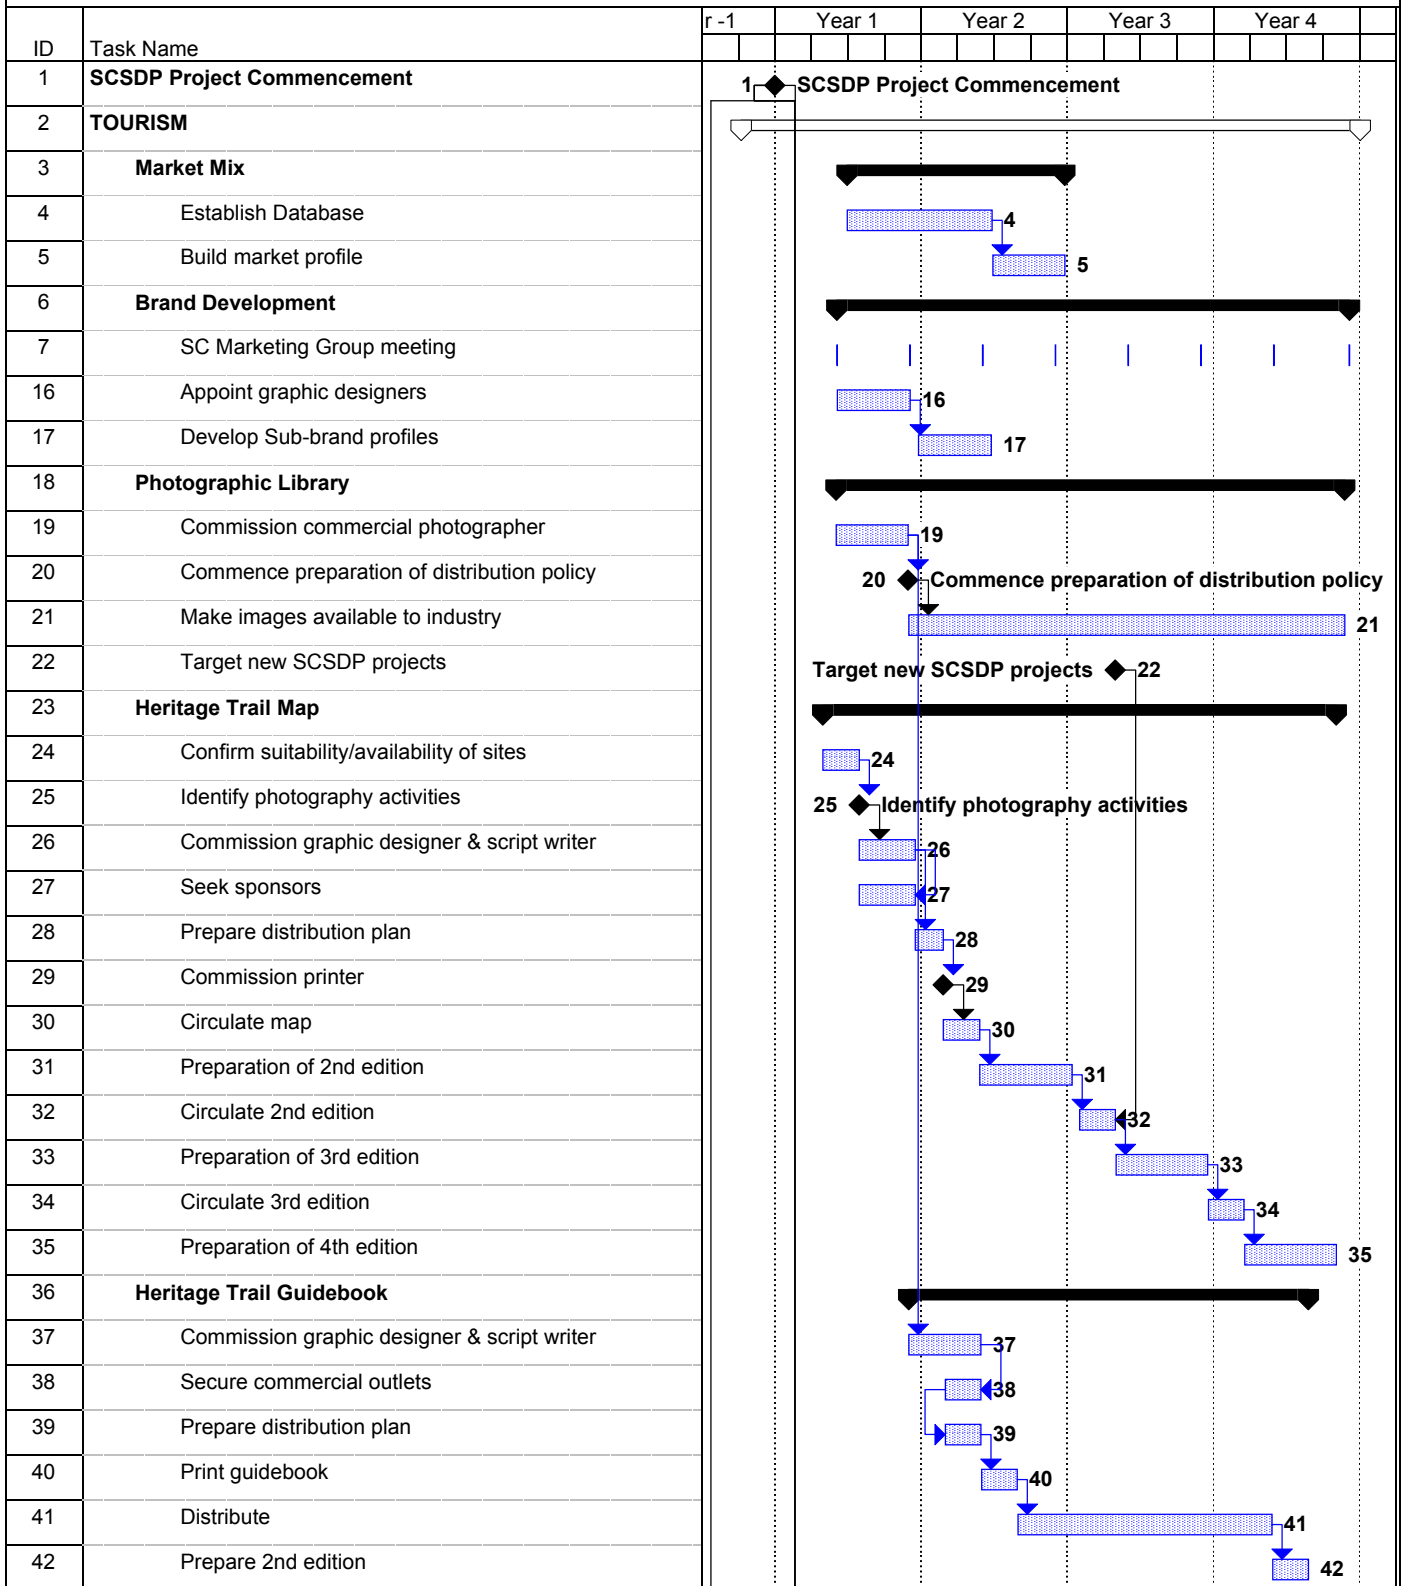 r -1 Year 1 Year 2 Year 3 Year 4
ID Task Name
1 SCSDP Project Commencement 1 SCSDP Project Commencement
2 TOURISM
3 Market Mix
4 Establish Database 4
5 Build market profile 5
6 Brand Development
7 SC Marketing Group meeting
16 Appoint graphic designers 16
17 Develop Sub-brand profiles 17
18 Photographic Library
19 Commission commercial photographer 19
20 Commence preparation of distribution policy 20 Commence preparation of distribution policy
21 Make images available to industry 21
22 Target new SCSDP projects Target new SCSDP projects 22
23 Heritage Trail Map
24 Confirm suitability/availability of sites 24
25 Identify photography activities 25 Identify photography activities
26 Commission graphic designer & script writer 26
27 Seek sponsors 27
28 Prepare distribution plan 28
29 Commission printer 29
30 Circulate map 30
31 Preparation of 2nd edition 31
32 Circulate 2nd edition 32
33 Preparation of 3rd edition 33
34 Circulate 3rd edition 34
35 Preparation of 4th edition 35
36 Heritage Trail Guidebook
37 Commission graphic designer & script writer 37
38 Secure commercial outlets 38
39 Prepare distribution plan 39
40 Print guidebook 40
41 Distribute 41
42 Prepare 2nd edition 42